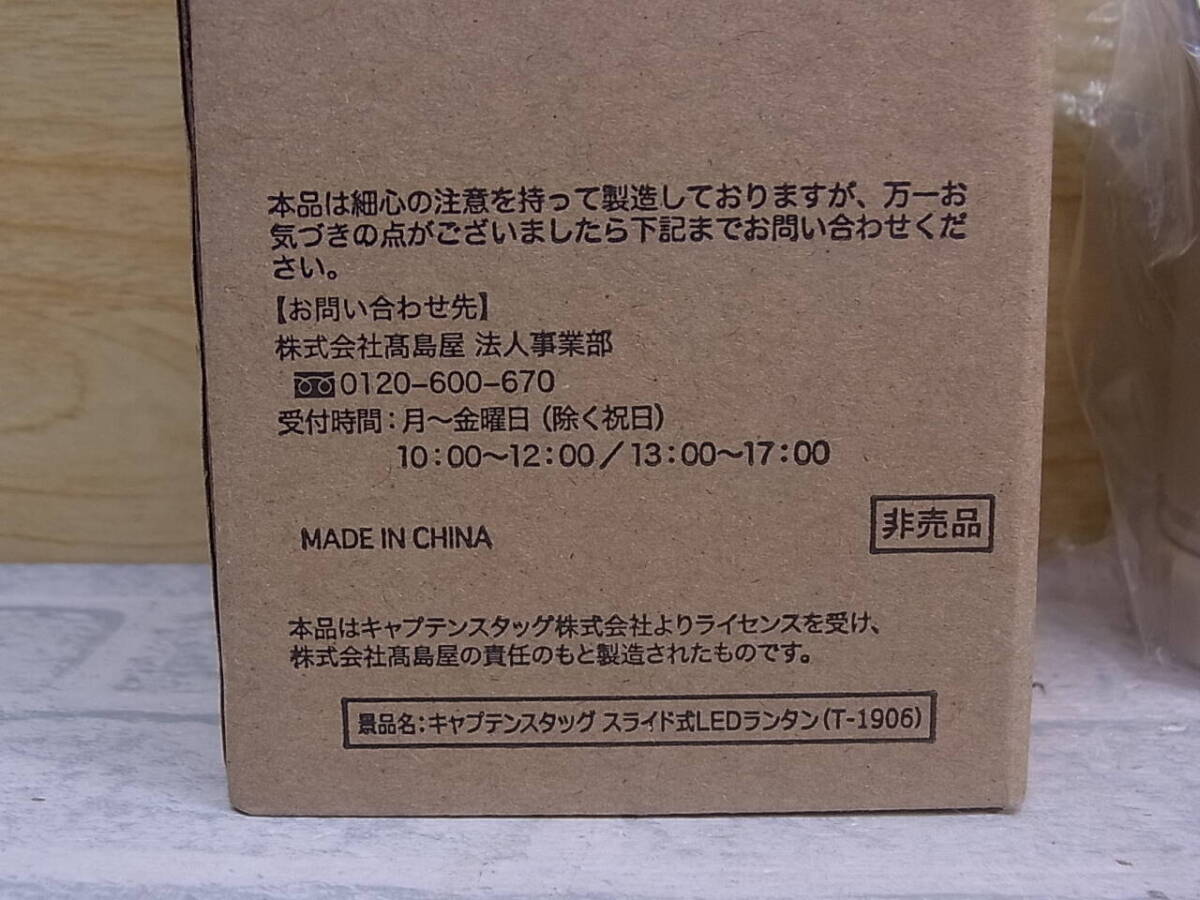 本品は細心の注意を持って製造しておりますが、万一お
気づきの点がございましたら下記までお問い合わせくだ
さい。
【お問い合わせ先】
株式会社髙島屋 法人事業部
0120-600-670
受付時間：月〜金曜日（除く祝日）
10：00〜12：00／13：00〜17：00
MADE IN CHINA
非売品
本品はキャプテンスタッグ株式会社よりライセンスを受け、
株式会社髙島屋の責任のもと製造されたものです。
景品名：キャプテンスタッグ スライド式LEDランタン（T-1906）